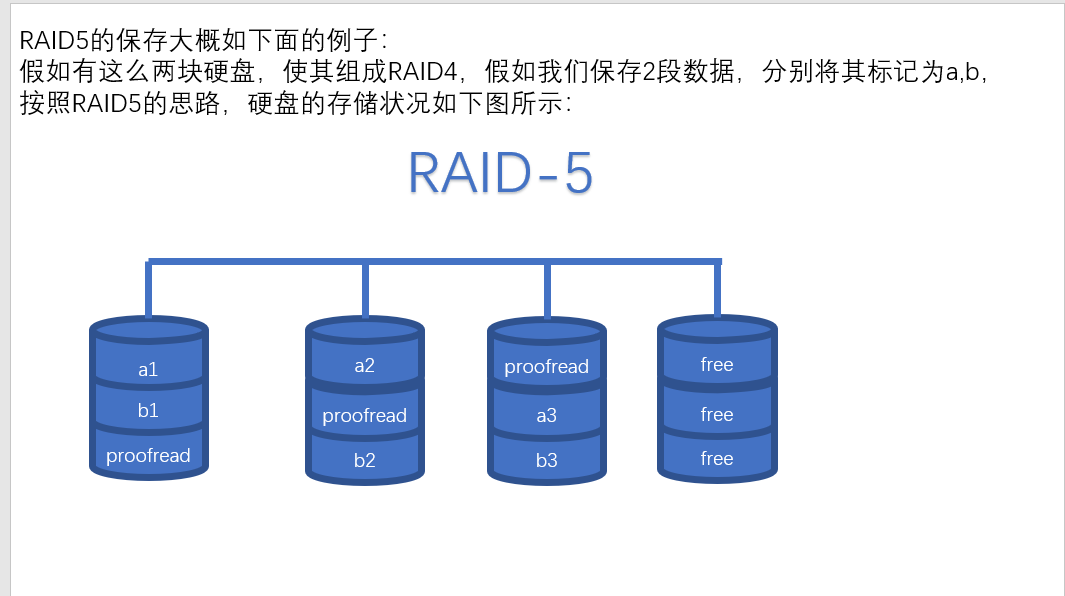 RAID5的保存大概如下面的例子：
假如有这么两块硬盘，使其组成RAID4，假如我们保存2段数据，分别将其标记为a,b,
按照RAID5的思路，硬盘的存储状况如下图所示：
RAID-5
a1
b1
proofread
a2
proofread
b2
proofread
a3
b3
free
free
free